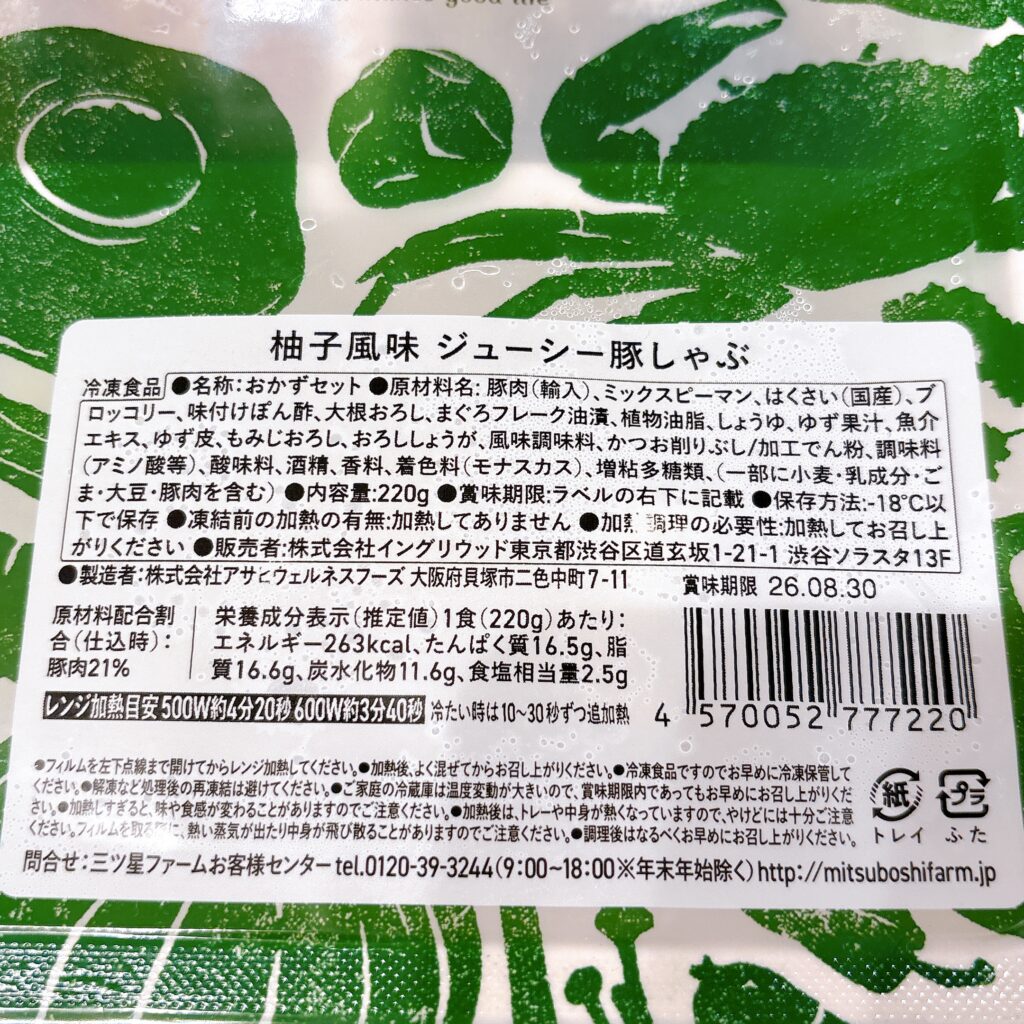 good life
柚子風味 ジューシー豚しゃぶ
冷凍食品 ●名称:おかずセット ●原材料名:豚肉(輸入)、ミックスピーマン、はくさい(国産)、ブ
ロッコリー、味付けぽん酢、大根おろし、まぐろフレーク油漬、植物油脂、しょうゆ、ゆず果汁、魚介
エキス、ゆず皮、もみじおろし、おろししょうが、風味調味料、かつお削りぶし/加工でん粉、調味料
(アミノ酸等)、酸味料、酒精、香料、着色料(モナスカス)、増粘多糖類、(一部に小麦・乳成分・ご
ま・大豆・豚肉を含む) ●内容量:220g ●賞味期限:ラベルの右下に記載 ●保存方法:-18℃以
下で保存 ●凍結前の加熱の有無:加熱してありません ●加熱調理の必要性:加熱してお召し上
がりください ●販売者:株式会社イングリウッド東京都渋谷区道玄坂1-21-1 渋谷ソラスタ13F
●製造者:株式会社アサヒウェルネスフーズ 大阪府貝塚市二色中町7-11
賞味期限 26.08.30
原材料配合割
合(仕込時):
豚肉21%
栄養成分表示(推定値)1食(220g)あたり:
エネルギー263kcal、たんぱく質16.5g、脂
質16.6g、炭水化物11.6g、食塩相当量2.5g
レンジ加熱目安 500W約4分20秒 600W約3分40秒 冷たい時は10~30秒ずつ追加熱
4 570052 777220
●フィルムを左下点線まで開けてからレンジ加熱してください。●加熱後、よく混ぜてからお召し上がりください。●冷凍食品ですのでお早めに冷凍保管して
ください。●解凍など処理後の再凍結は避けてください。●ご家庭の冷蔵庫は温度変動が大きいので、賞味期限内であってもお早めにお召し上がりくだ
さい。●加熱しすぎると、味や食感が変わることがありますのでご注意ください。●加熱後は、トレーや中身が熱くなっていますので、やけどには十分ご注意
ください。フィルムを取る際に、熱い蒸気が出たり中身が飛び散ることがありますのでご注意ください。●調理後はなるべくお早めにお召し上がりください。
紙 プラ
トレイ ふた
問合せ:三ツ星ファームお客様センター tel.0120-39-3244(9:00~18:00※年末年始除く)http://mitsuboshifarm.jp